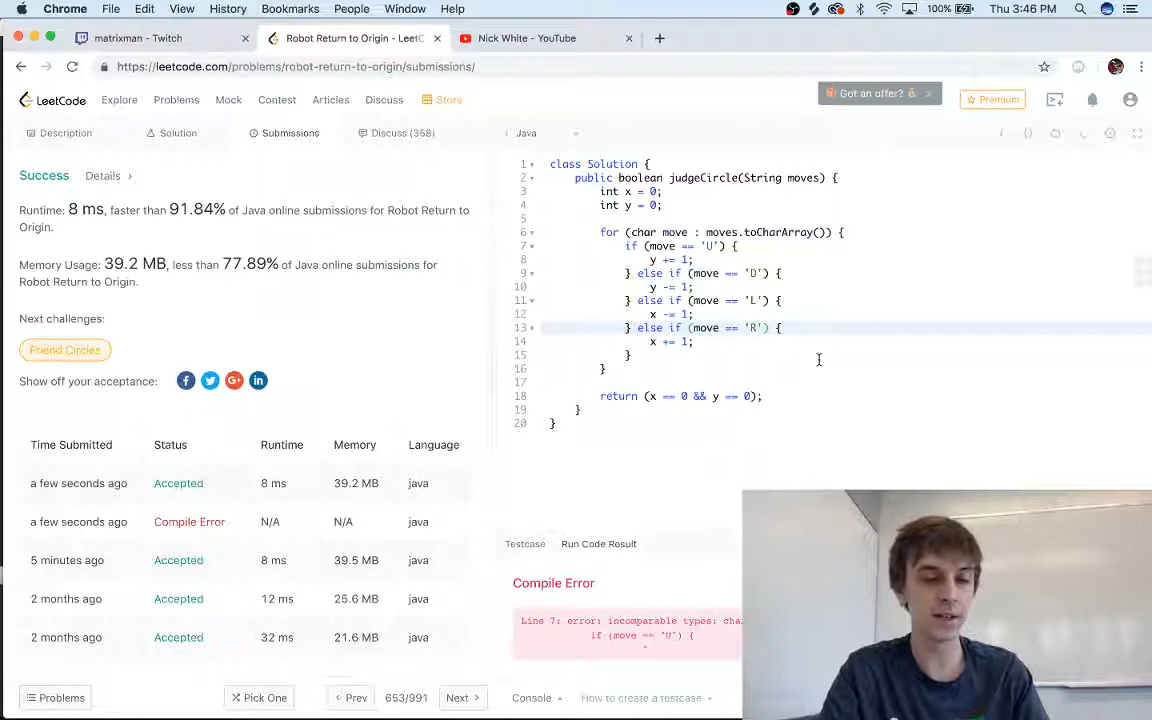 Chrome File Edit View History Bookmarks People Window Help 100% Thu 3:46 PM
matrixman - Twitch
Robot Return to Origin - LeetC
Nick White - YouTube
https://leetcode.com/problems/robot-return-to-origin/submissions/
LeetCode Explore Problems Mock Contest Articles Discuss Store Got an offer? Premium
Description Solution Submissions Discuss (368) Java
Success Details >
Runtime: 8 ms, faster than 91.84% of Java online submissions for Robot Return to
Origin.
Memory Usage: 39.2 MB, less than 77.89% of Java online submissions for
Robot Return to Origin.
Next challenges:
Friend Circles
Show off your acceptance:
Time Submitted Status Runtime Memory Language
a few seconds ago Accepted 8 ms 39.2 MB java
a few seconds ago Compile Error N/A N/A java
5 minutes ago Accepted 8 ms 39.5 MB java
2 months ago Accepted 12 ms 25.6 MB java
2 months ago Accepted 32 ms 21.6 MB java
Problems Pick One < Prev 653/991 Next >
1 class Solution {
2 public boolean judgeCircle(String moves) {
3 int x = 0;
4 int y = 0;
5
6 for (char move : moves.toCharArray()) {
7 if (move == 'U') {
8 y += 1;
9 } else if (move == 'D') {
10 y -= 1;
11 } else if (move == 'L') {
12 x -= 1;
13 } else if (move == 'R') {
14 x += 1;
15 }
16 }
17
18 return (x == 0 && y == 0);
19 }
20 }
Testcase Run Code Result
Compile Error
Line 7: error: incomparable types: cha
if (move == "U") {
^
Console How to create a testcase